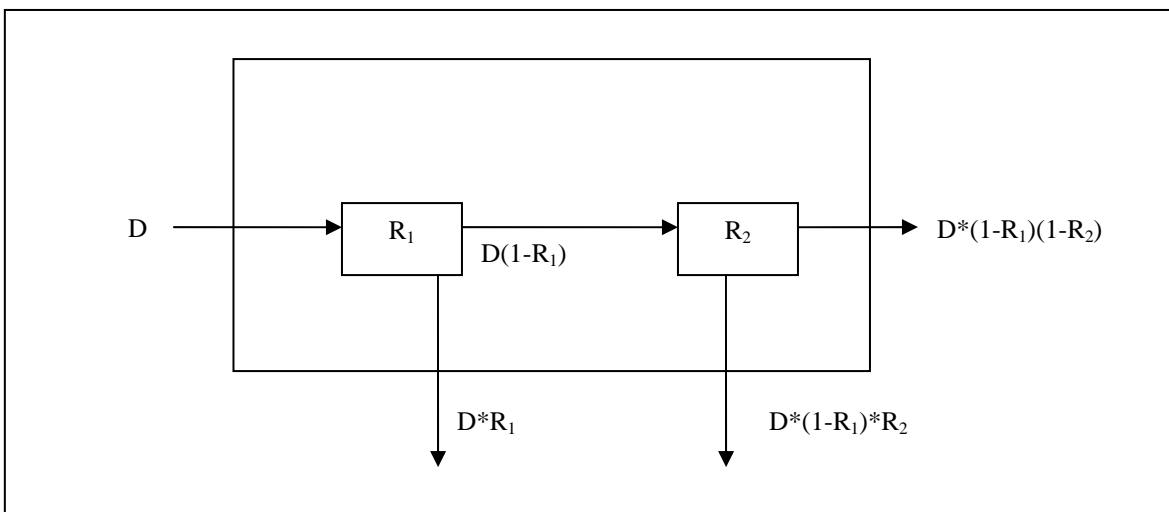 D
R₁
D(1-R₁)
R₂
D*(1-R₁)(1-R₂)
D*R₁
D*(1-R₁)*R₂